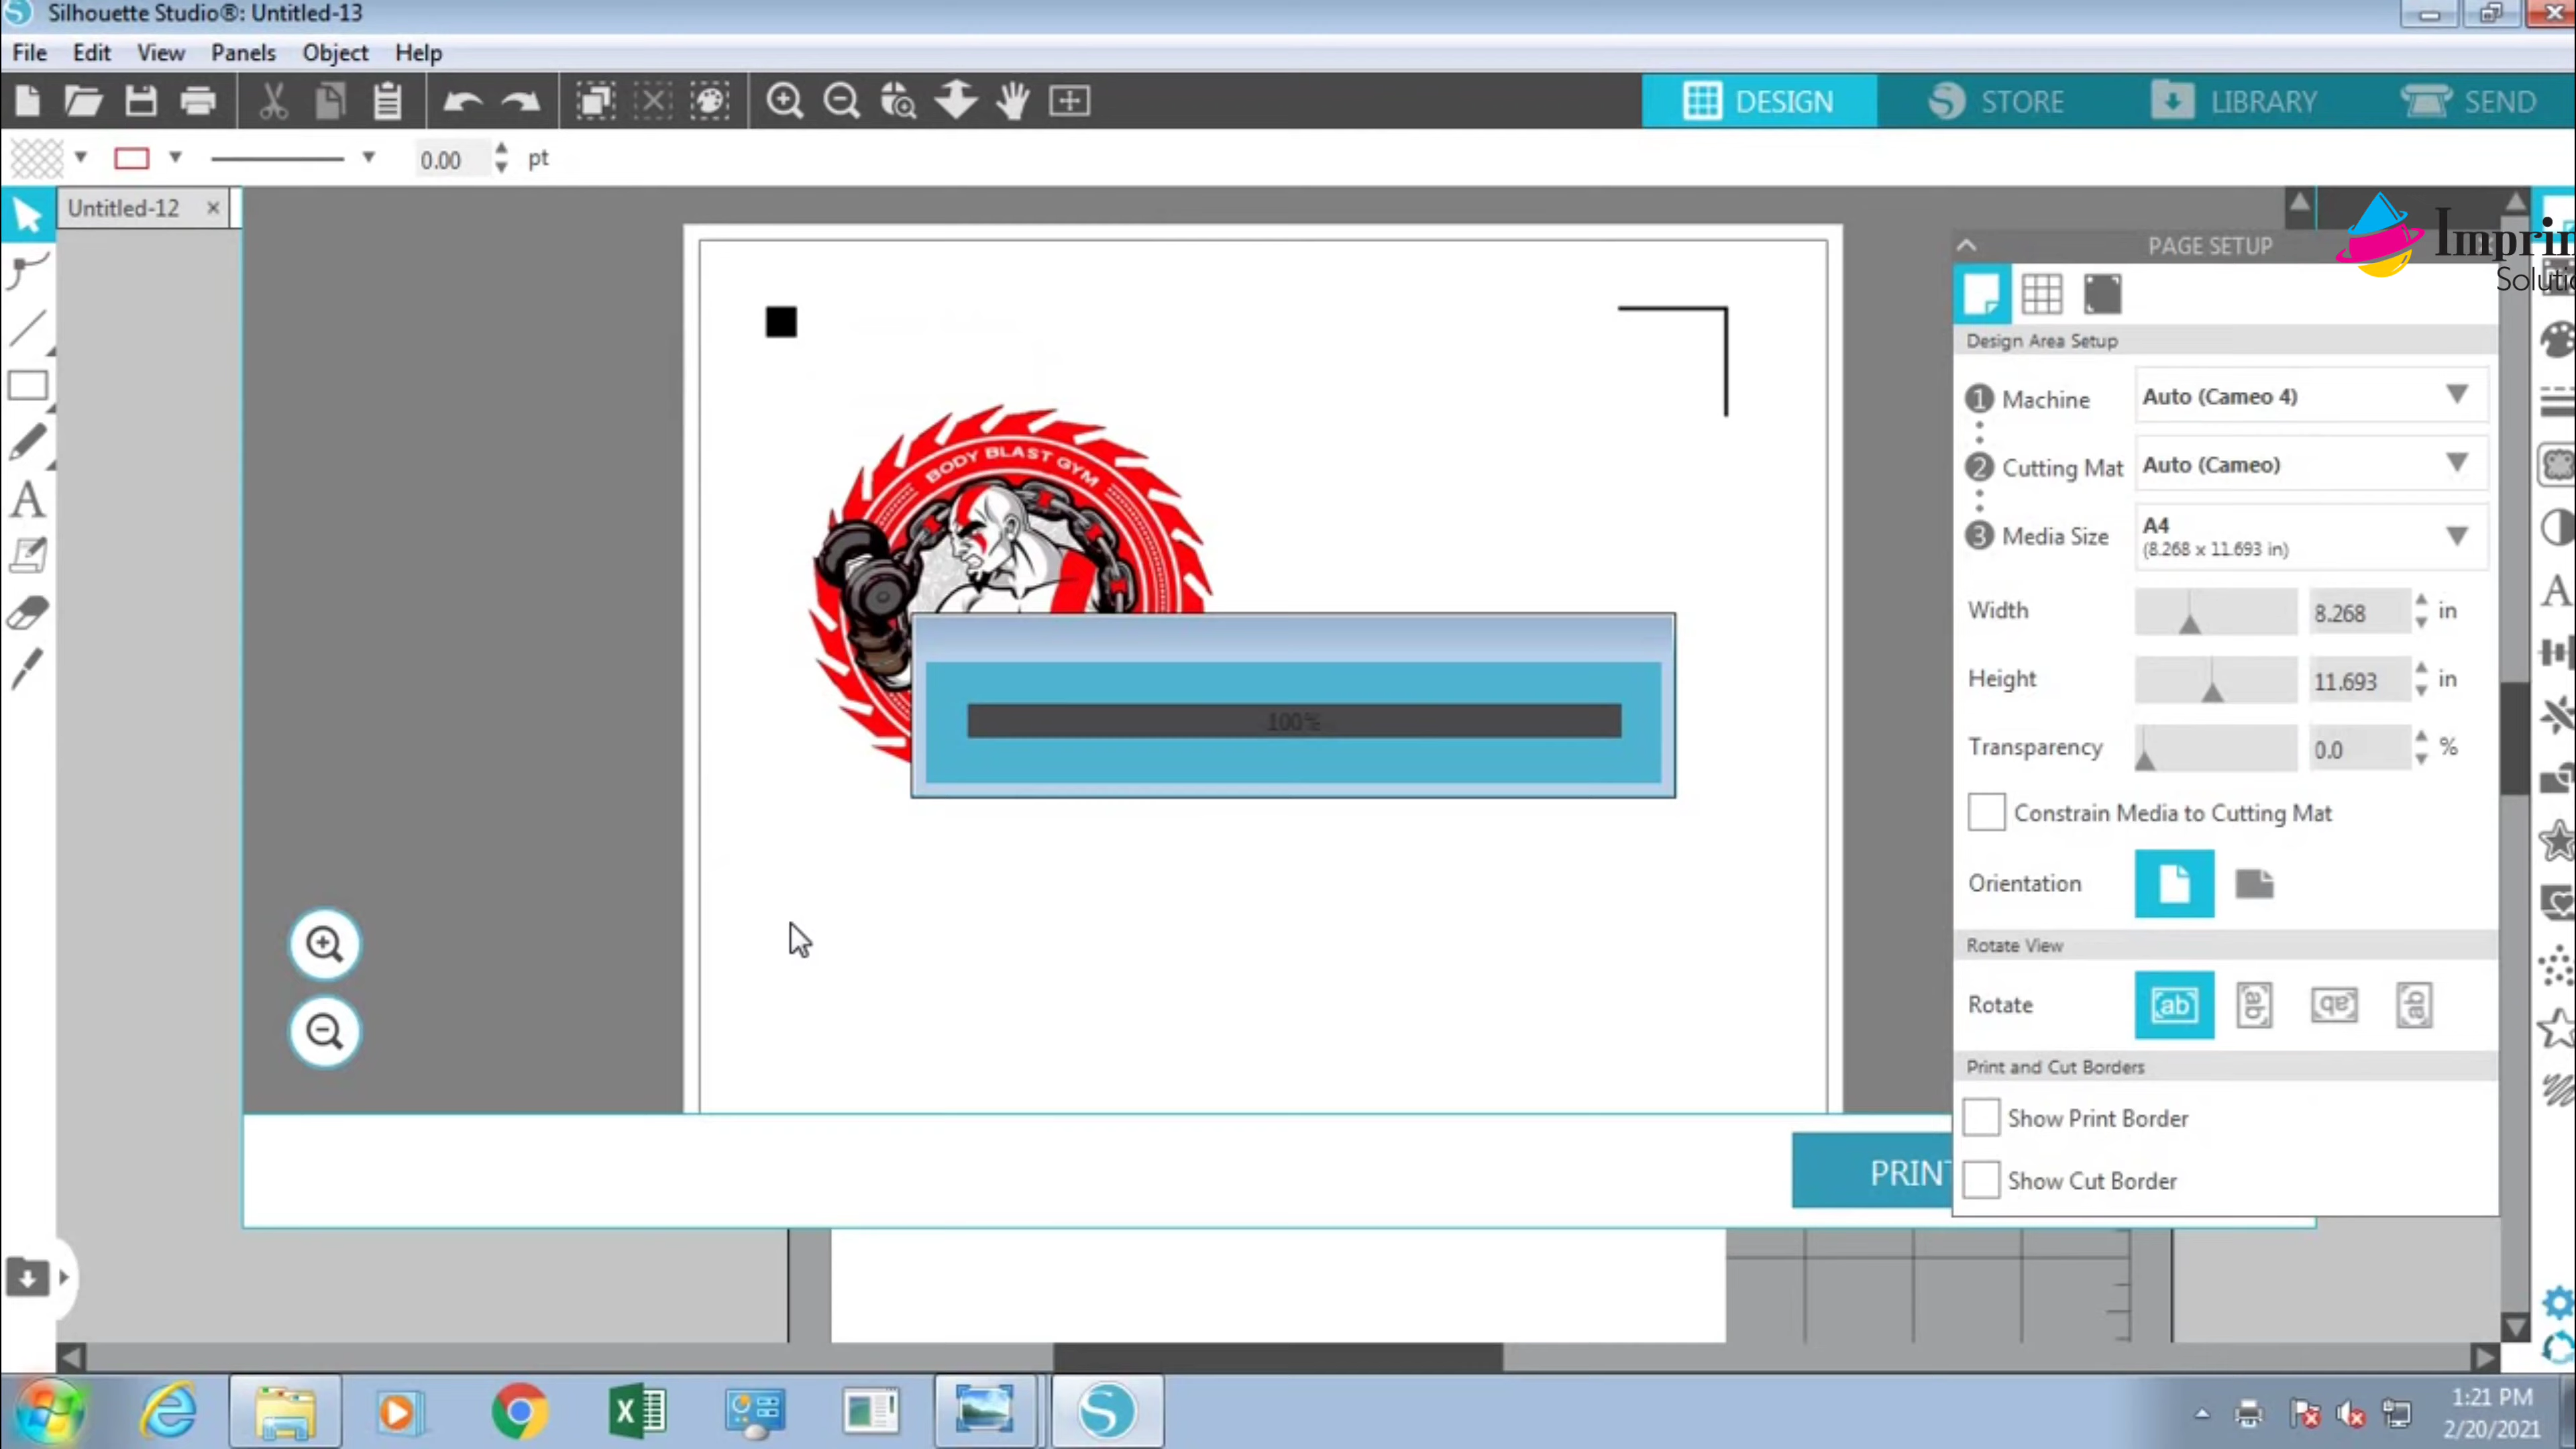 Silhouette Studio®: Untitled-13
File Edit View Panels Object Help
DESIGN STORE LIBRARY SEND
0.00 pt
Untitled-12 ×
PAGE SETUP
Design Area Setup
1 Machine Auto (Cameo 4)
2 Cutting Mat Auto (Cameo)
3 Media Size A4
(8.268 x 11.693 in)
Width 8.268 in
Height 11.693 in
Transparency 0.0 %
Constrain Media to Cutting Mat
Orientation
Rotate View
Rotate
Print and Cut Borders
Show Print Border
Show Cut Border
BODY BLAST GYM
100%
PRIN
Imprin
Soluti
1:21 PM
2/20/2021